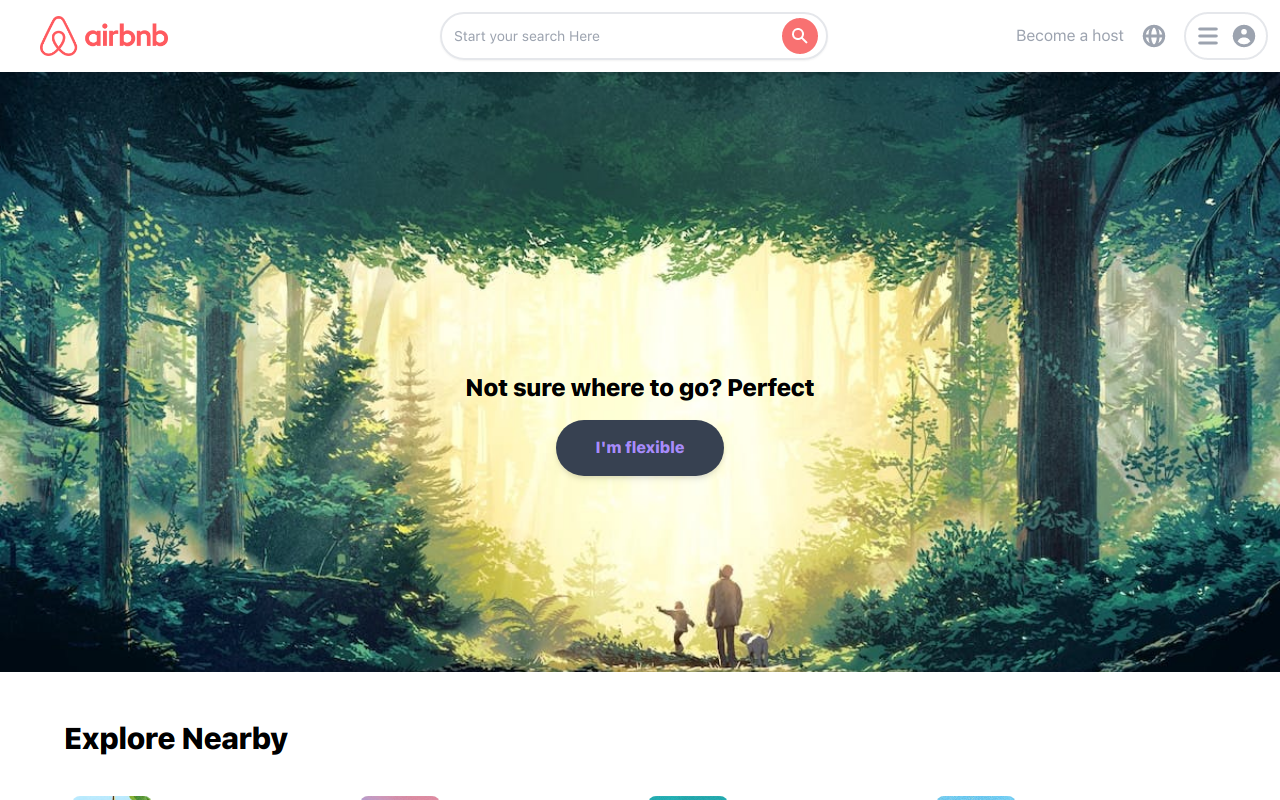 airbnb
Start your search Here
Become a host
Not sure where to go? Perfect
I'm flexible
Explore Nearby